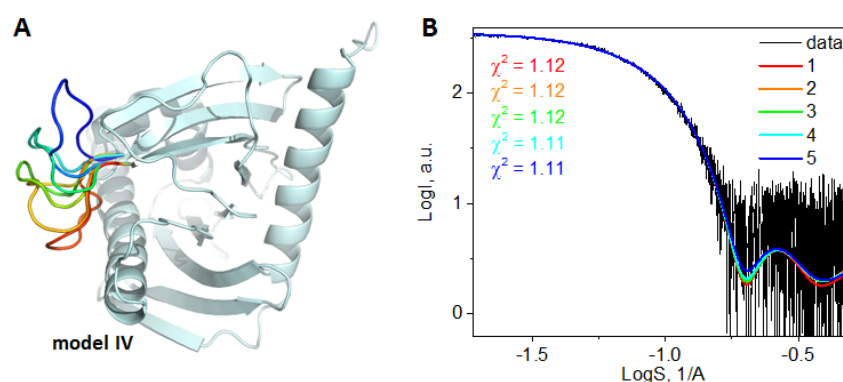 A
model IV
B
LogI, a.u.
2
1
0
χ² = 1.12
χ² = 1.12
χ² = 1.12
χ² = 1.11
χ² = 1.11
data
1
2
3
4
5
-1.5
-1.0
-0.5
LogS, 1/A